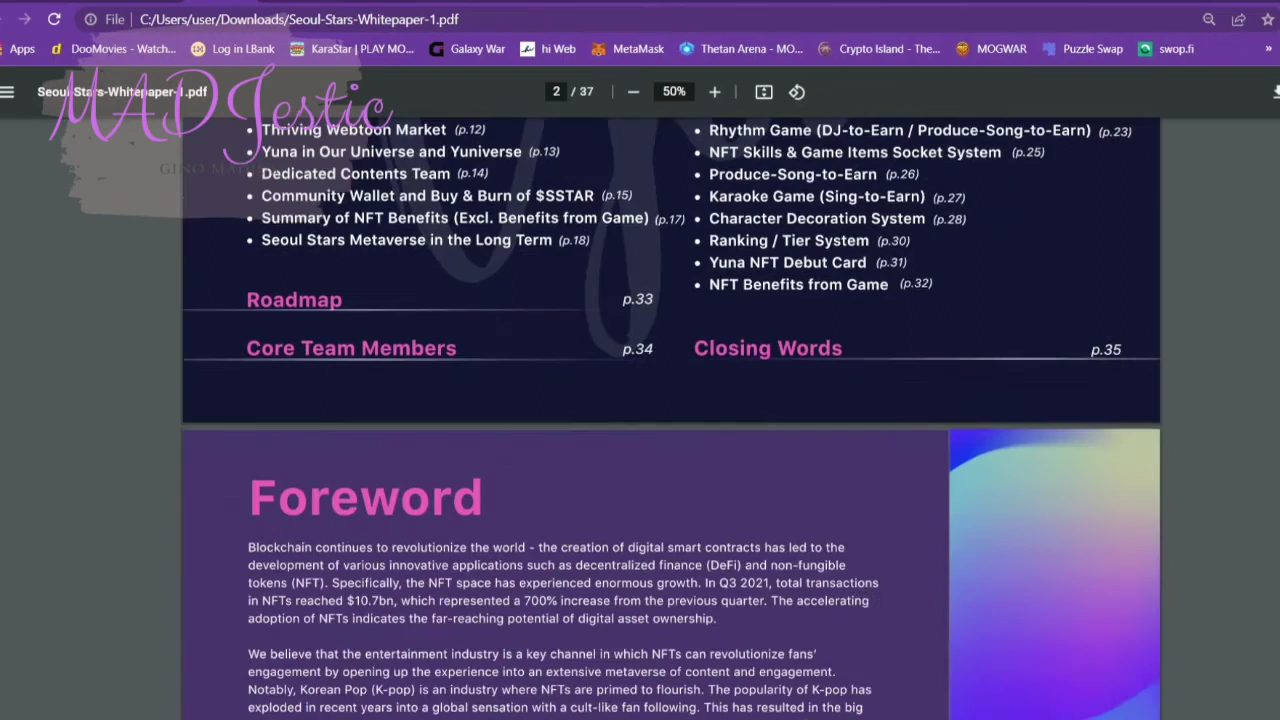 File C:/Users/user/Downloads/Seoul-Stars-Whitepaper-1.pdf
Apps DooMovies - Watch... Log in LBank KaraStar | PLAY MO... Galaxy War hi Web MetaMask Thetan Arena - MO... Crypto Island - The... MOGWAR Puzzle Swap swop.fi »
Seoul-Stars-Whitepaper-1.pdf 2 / 37 50%
MADJestic
• Thriving Webtoon Market (p.12)
• Yuna in Our Universe and Yuniverse (p.13)
• Dedicated Contents Team (p.14)
• Community Wallet and Buy & Burn of $SSTAR (p.15)
• Summary of NFT Benefits (Excl. Benefits from Game) (p.17)
• Seoul Stars Metaverse in the Long Term (p.18)
Roadmap p.33
Core Team Members p.34
• Rhythm Game (DJ-to-Earn / Produce-Song-to-Earn) (p.23)
• NFT Skills & Game Items Socket System (p.25)
• Produce-Song-to-Earn (p.26)
• Karaoke Game (Sing-to-Earn) (p.27)
• Character Decoration System (p.28)
• Ranking / Tier System (p.30)
• Yuna NFT Debut Card (p.31)
• NFT Benefits from Game (p.32)
Closing Words p.35
Foreword
Blockchain continues to revolutionize the world - the creation of digital smart contracts has led to the
development of various innovative applications such as decentralized finance (DeFi) and non-fungible
tokens (NFT). Specifically, the NFT space has experienced enormous growth. In Q3 2021, total transactions
in NFTs reached $10.7bn, which represented a 700% increase from the previous quarter. The accelerating
adoption of NFTs indicates the far-reaching potential of digital asset ownership.
We believe that the entertainment industry is a key channel in which NFTs can revolutionize fans'
engagement by opening up the experience into an extensive metaverse of content and engagement.
Notably, Korean Pop (K-pop) is an industry where NFTs are primed to flourish. The popularity of K-pop has
exploded in recent years into a global sensation with a cult-like fan following. This has resulted in the big